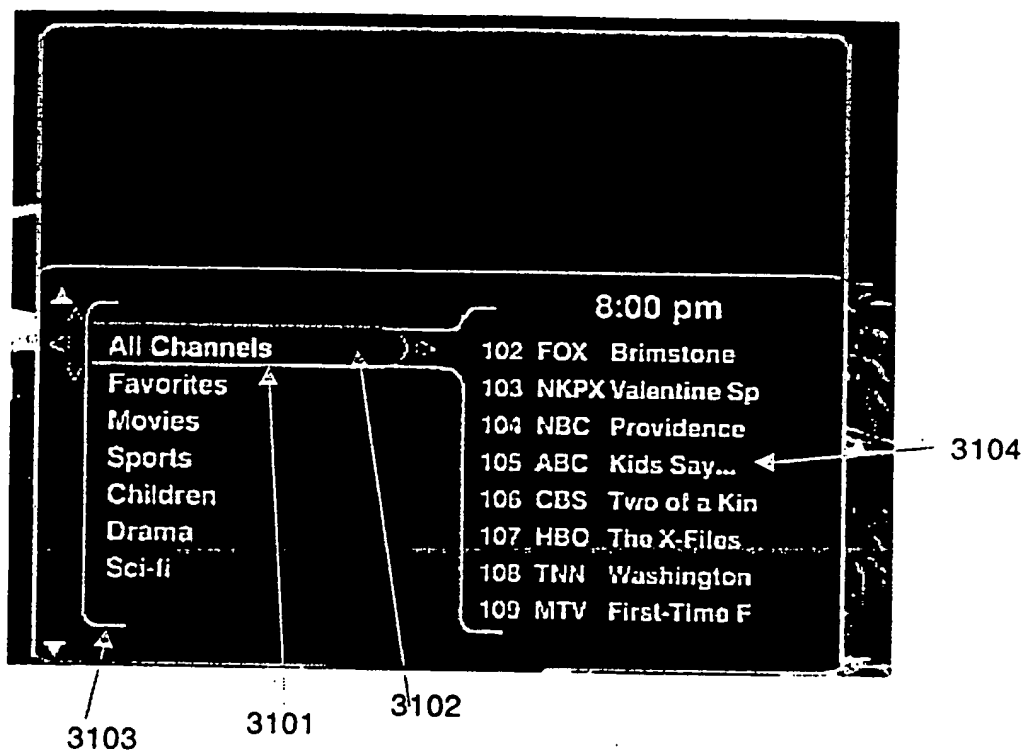 8:00 pm
All Channels
Favorites
Movies
Sports
Children
Drama
Sci-fi
102 FOX Brimstone
103 NKPX Valentine Sp
104 NBC Providence
105 ABC Kids Say...
106 CBS Two of a Kin
107 HBO The X-Files
108 TNN Washington
109 MTV First-Time F
3104
3103
3101
3102